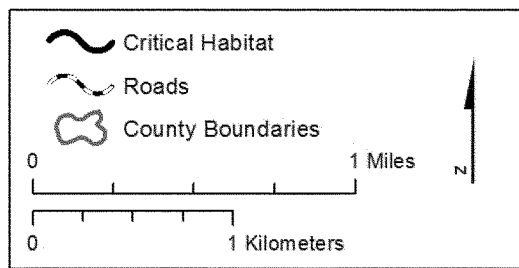 Critical Habitat
Roads
County Boundaries
0 1 Miles
0 1 Kilometers
N